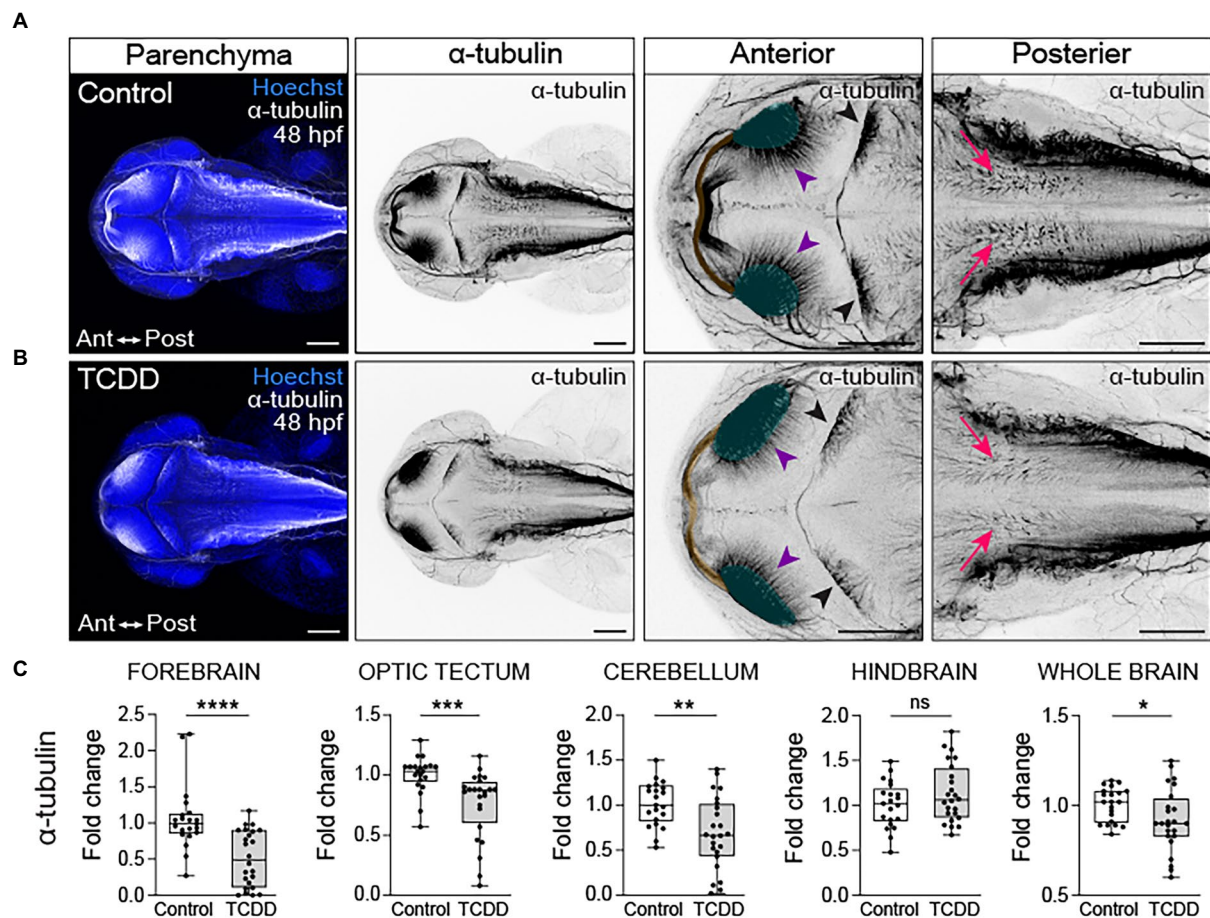 A
Parenchyma
α-tubulin
Anterior
Posterier
Control
Hoechst
α-tubulin
48 hpf
Ant ↔ Post
α-tubulin
α-tubulin
α-tubulin
B
TCDD
Hoechst
α-tubulin
48 hpf
Ant ↔ Post
α-tubulin
α-tubulin
α-tubulin
C
α-tubulin
FOREBRAIN
****
Fold change
2.5
2.0
1.5
1.0
0.5
0.0
Control TCDD
OPTIC TECTUM
***
Fold change
1.5
1.0
0.5
0.0
Control TCDD
CEREBELLUM
**
Fold change
2.0
1.5
1.0
0.5
0.0
Control TCDD
HINDBRAIN
ns
Fold change
2.0
1.5
1.0
0.5
0.0
Control TCDD
WHOLE BRAIN
*
Fold change
1.5
1.0
0.5
Control TCDD